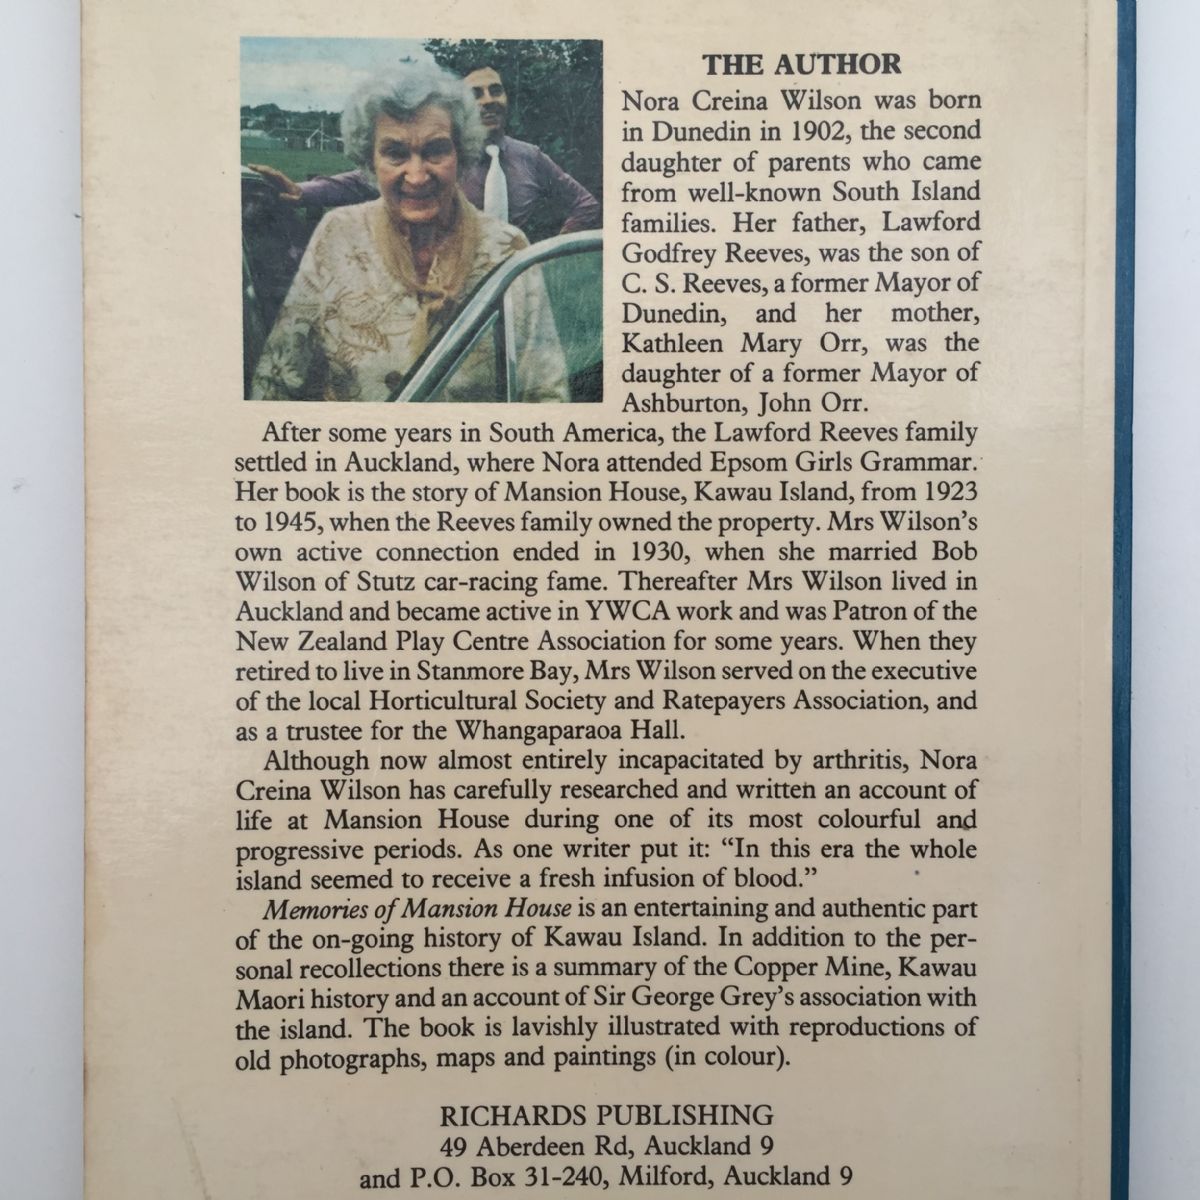 THE AUTHOR
Nora Creina Wilson was born
in Dunedin in 1902, the second
daughter of parents who came
from well-known South Island
families. Her father, Lawford
Godfrey Reeves, was the son of
C. S. Reeves, a former Mayor of
Dunedin, and her mother,
Kathleen Mary Orr, was the
daughter of a former Mayor of
Ashburton, John Orr.
After some years in South America, the Lawford Reeves family
settled in Auckland, where Nora attended Epsom Girls Grammar.
Her book is the story of Mansion House, Kawau Island, from 1923
to 1945, when the Reeves family owned the property. Mrs Wilson's
own active connection ended in 1930, when she married Bob
Wilson of Stutz car-racing fame. Thereafter Mrs Wilson lived in
Auckland and became active in YWCA work and was Patron of the
New Zealand Play Centre Association for some years. When they
retired to live in Stanmore Bay, Mrs Wilson served on the executive
of the local Horticultural Society and Ratepayers Association, and
as a trustee for the Whangaparaoa Hall.
Although now almost entirely incapacitated by arthritis, Nora
Creina Wilson has carefully researched and written an account of
life at Mansion House during one of its most colourful and
progressive periods. As one writer put it: “In this era the whole
island seemed to receive a fresh infusion of blood.”
Memories of Mansion House is an entertaining and authentic part
of the on-going history of Kawau Island. In addition to the per-
sonal recollections there is a summary of the Copper Mine, Kawau
Maori history and an account of Sir George Grey's association with
the island. The book is lavishly illustrated with reproductions of
old photographs, maps and paintings (in colour).
RICHARDS PUBLISHING
49 Aberdeen Rd, Auckland 9
and P.O. Box 31-240, Milford, Auckland 9